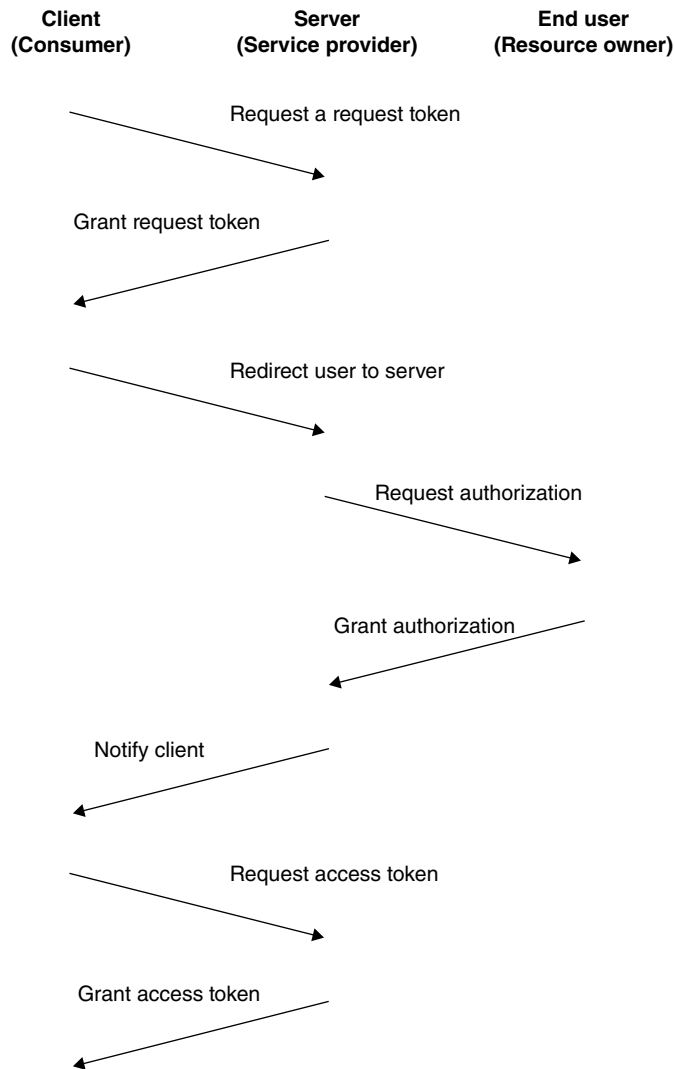 Client
(Consumer)
Server
(Service provider)
End user
(Resource owner)
Request a request token
Grant request token
Redirect user to server
Request authorization
Grant authorization
Notify client
Request access token
Grant access token